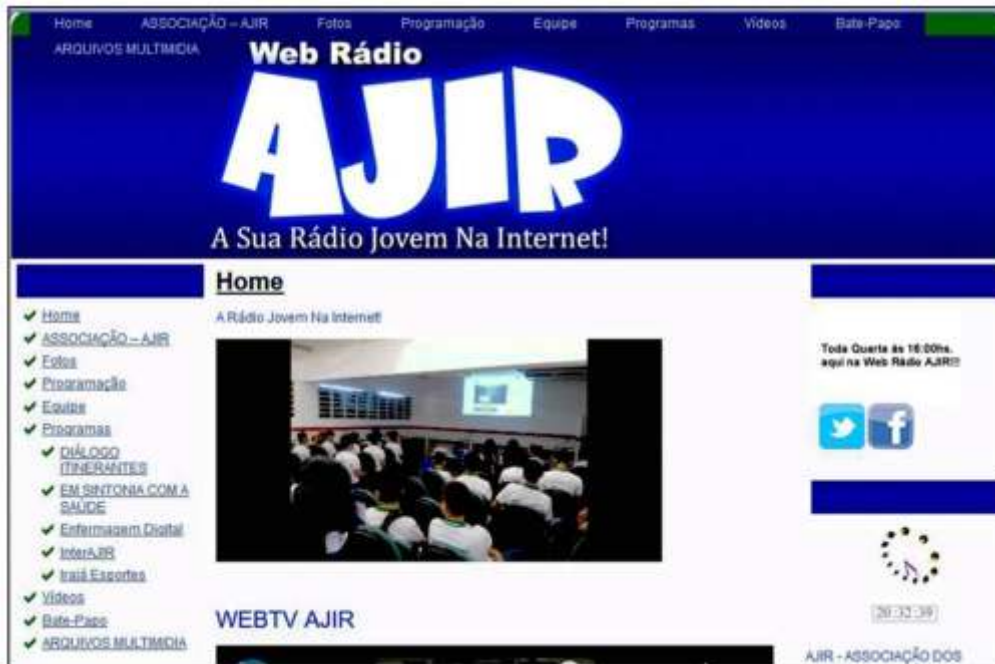 Home ASSOCIAÇÃO – AJIR Fotos Programação Equipe Programas Vídeos Bate-Papo
ARQUIVOS MULTIMIDIA
Web Rádio
AJIR
A Sua Rádio Jovem Na Internet!
Home
ASSOCIAÇÃO – AJIR
Fotos
Programação
Equipe
Programas
DIÁLOGO
ITINERANTES
EM SINTONIA COM A
SAÚDE
Enfermagem Digital
InterAJIR
Irajá Esportes
Vídeos
Bate-Papo
ARQUIVOS MULTIMIDIA
Home
A Rádio Jovem Na Internet!
WEBTV AJIR
Toda Quarta ás 16:00hs.
aqui na Web Rádio AJIR!!!
20:32:39
AJIR - ASSOCIAÇÃO DOS